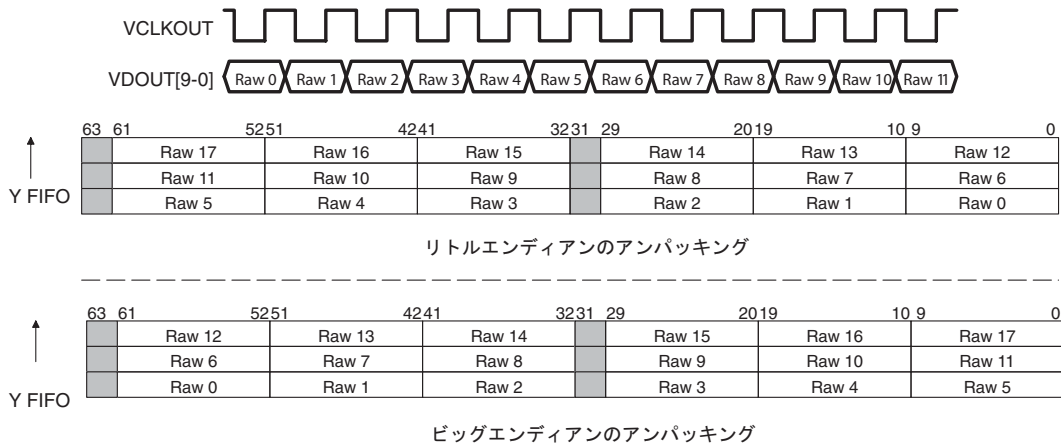 VCLKOUT
VDOUT[9-0] Raw 0 Raw 1 Raw 2 Raw 3 Raw 4 Raw 5 Raw 6 Raw 7 Raw 8 Raw 9 Raw 10 Raw 11
63 61 5251 4241 3231 29 2019 10 9 0
Raw 17 Raw 16 Raw 15 Raw 14 Raw 13 Raw 12
Raw 11 Raw 10 Raw 9 Raw 8 Raw 7 Raw 6
Y FIFO Raw 5 Raw 4 Raw 3 Raw 2 Raw 1 Raw 0
リトルエンディアンのアンパッキング
63 61 5251 4241 3231 29 2019 10 9 0
Raw 12 Raw 13 Raw 14 Raw 15 Raw 16 Raw 17
Raw 6 Raw 7 Raw 8 Raw 9 Raw 10 Raw 11
Y FIFO Raw 0 Raw 1 Raw 2 Raw 3 Raw 4 Raw 5
ビッグエンディアンのアンパッキング